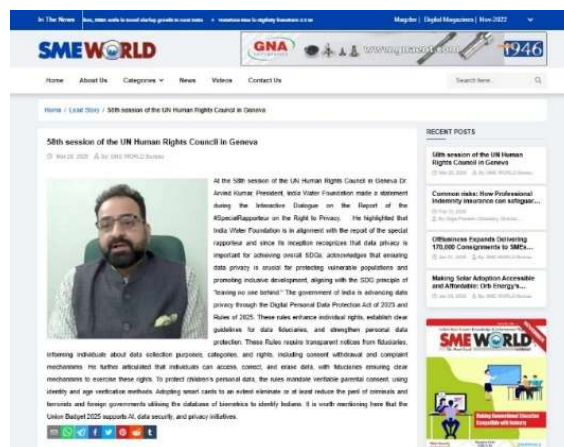 In The News
Magzter | Digital Magazines | Nov-2022
SMEWORLD
GNA
www.gnaent.com
1946
Home About Us Categories News Videos Contact Us
Search here...
Home / Lead Story / 58th session of the UN Human Rights Council in Geneva
58th session of the UN Human Rights Council in Geneva
by: SME WORLD Bureau
At the 58th session of the UN Human Rights Council in Geneva Dr.
Arvind Kumar, President, India Water Foundation made a statement
during the Interactive Dialogue on the Report of the
#SpecialRapporteur on the Right to Privacy. He highlighted that
India Water Foundation is in alignment with the report of the special
rapporteur and since its inception recognizes that data privacy is
important for achieving overall SDGs, acknowledges that ensuring
data privacy is crucial for protecting vulnerable populations and
promoting inclusive development, aligning with the SDG principle of
"leaving no one behind." The government of India is advancing data
privacy through the Digital Personal Data Protection Act of 2023 and
Rules of 2025. These rules enhance individual rights, establish clear
guidelines for data fiduciaries, and strengthen personal data
protection. These Rules require transparent notices from fiduciaries,
informing individuals about data collection purposes, categories, and rights, including consent withdrawal and complaint
mechanisms. He further articulated that individuals can access, correct, and erase data, with fiduciaries ensuring clear
mechanisms to exercise these rights. To protect children's personal data, the rules mandate verifiable parental consent, using
identity and age verification methods. Adopting smart cards to an extent eliminate or at least reduce the peril of criminals and
terrorists and foreign governments utilising the database of biometrics to identify Indians. It is worth mentioning here that the
Union Budget 2025 supports AI, data security, and privacy initiatives.
RECENT POSTS
58th session of the UN Human
Rights Council in Geneva
Common risks: How Professional
Indemnity insurance can safeguar...
OfBusiness Expands Delivering
170,000 Consignments to SMEs...
Making Solar Adoption Accessible
and Affordable: Orb Energy's...
SME WORLD
Making Conventional Education
Compatible with Industry